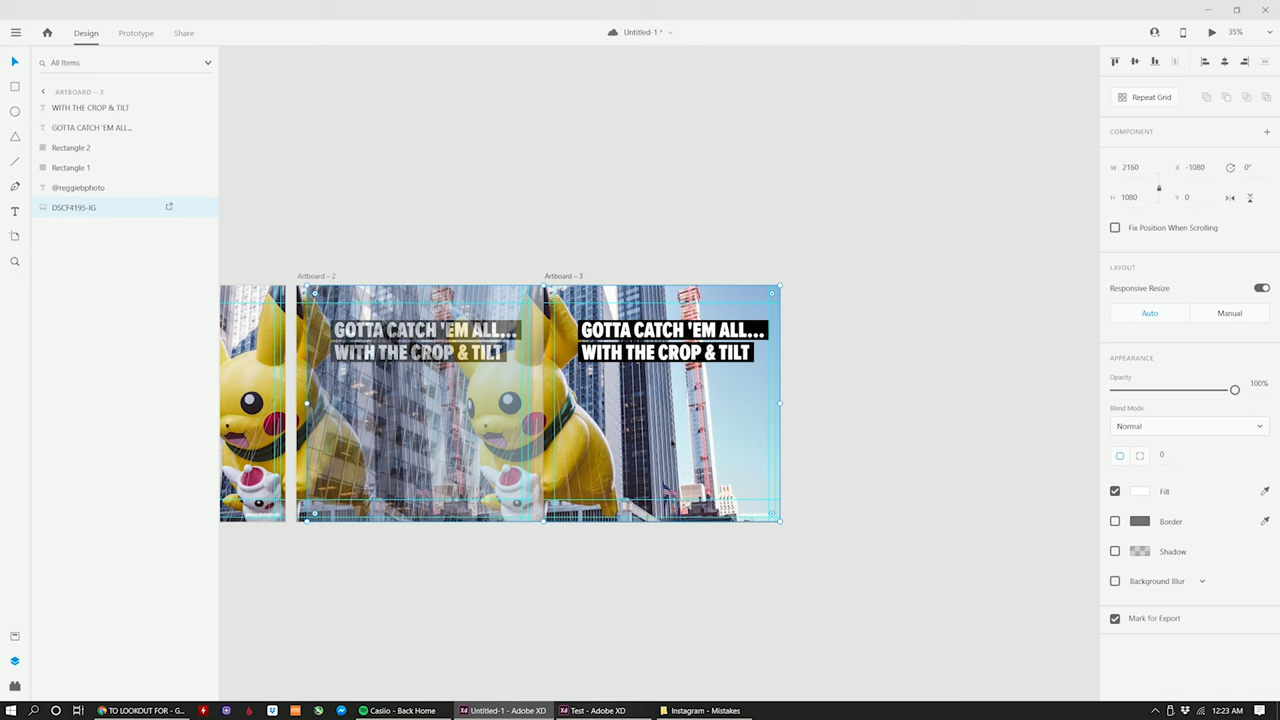 Design
Prototype
Share
Untitled-1 *
35%
All Items
ARTBOARD – 3
WITH THE CROP & TILT
GOTTA CATCH 'EM ALL...
Rectangle 2
Rectangle 1
@reggiebphoto
DSCF4195-IG
Artboard – 2
Artboard – 3
GOTTA CATCH 'EM ALL...
WITH THE CROP & TILT
GOTTA CATCH 'EM ALL...
WITH THE CROP & TILT
Repeat Grid
COMPONENT
W 2160
X -1080
0°
H 1080
Y 0
Fix Position When Scrolling
LAYOUT
Responsive Resize
Auto
Manual
APPEARANCE
Opacity
100%
Blend Mode
Normal
0
Fill
Border
Shadow
Background Blur
Mark for Export
TO LOOKOUT FOR - G...
Casiio - Back Home
Untitled-1 - Adobe XD
Test - Adobe XD
Instagram - Mistakes
12:23 AM